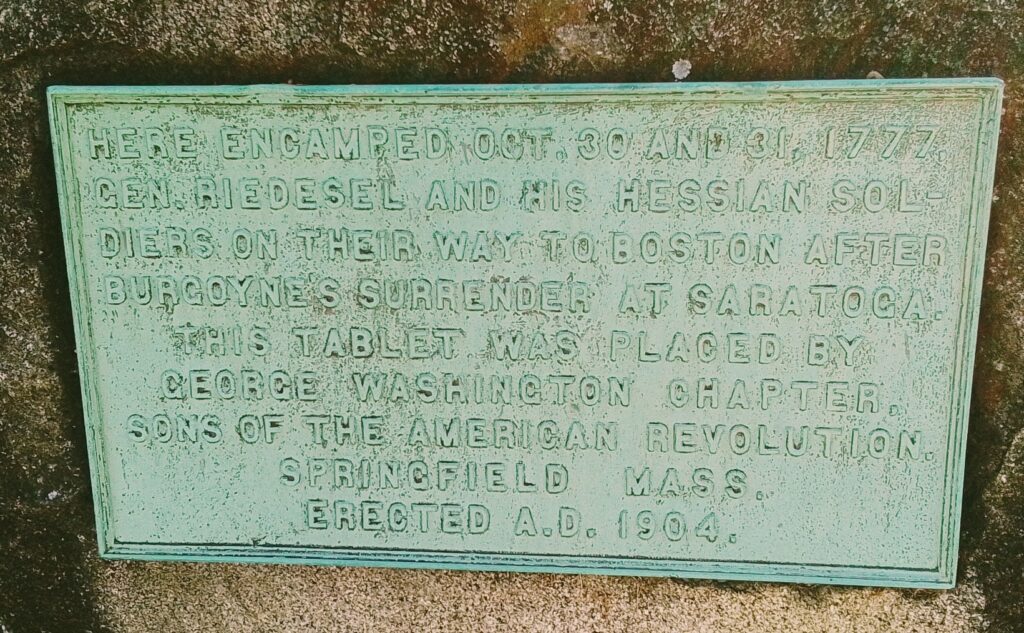 HERE ENCAMPED OCT. 30 AND 31, 1777,
GEN. RIEDESEL AND HIS HESSIAN SOL-
DIERS ON THEIR WAY TO BOSTON AFTER
BURGOYNE'S SURRENDER AT SARATOGA.
THIS TABLET WAS PLACED BY
GEORGE WASHINGTON CHAPTER,
SONS OF THE AMERICAN REVOLUTION.
SPRINGFIELD MASS.
ERECTED A.D. 1904.